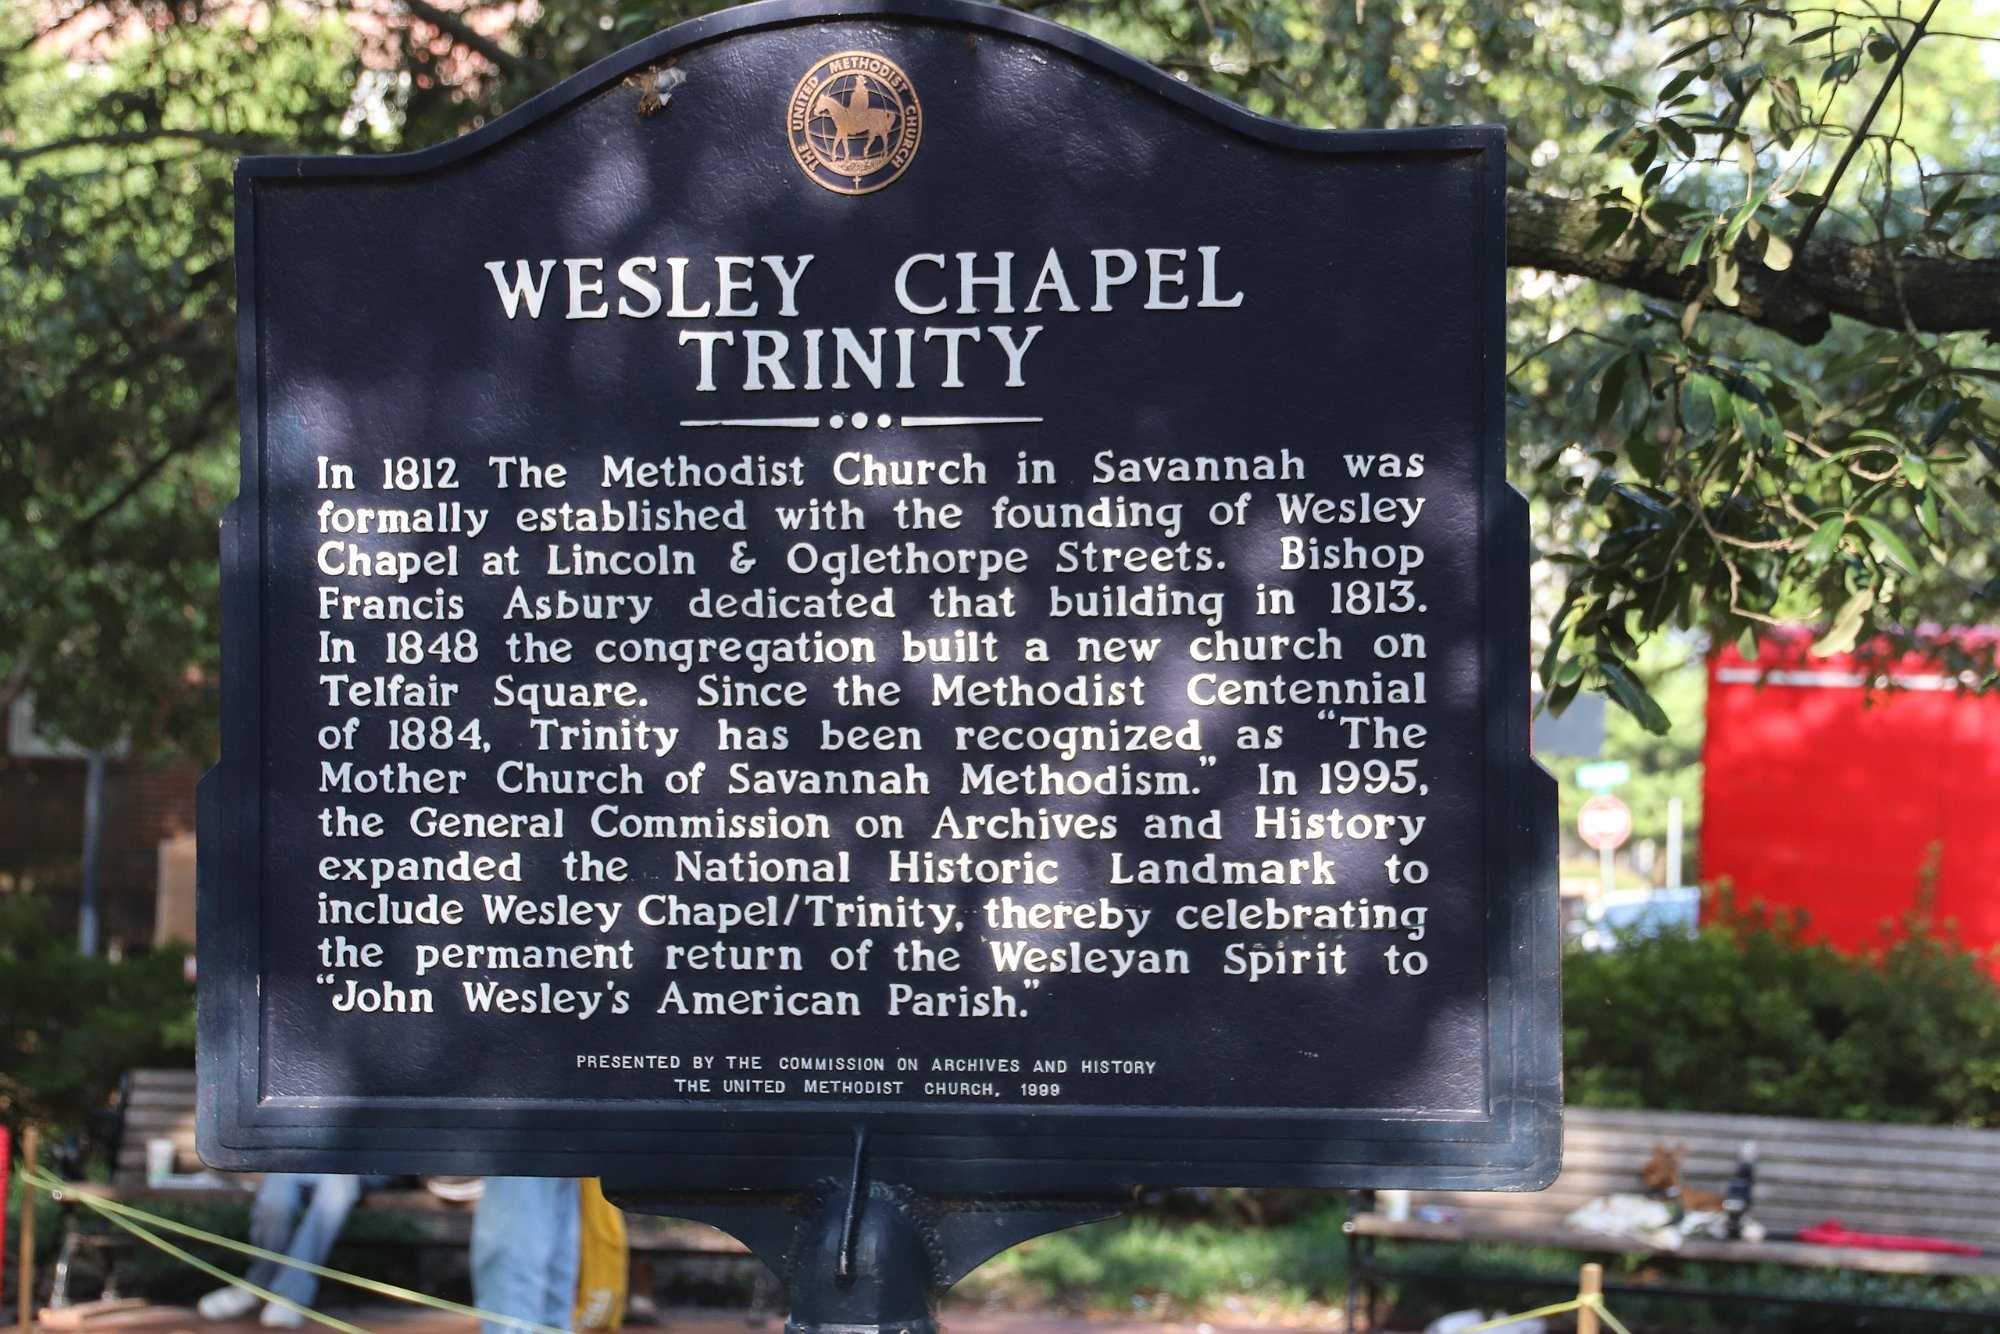 THE UNITED METHODIST CHURCH
WESLEY CHAPEL
TRINITY
In 1812 The Methodist Church in Savannah was
formally established with the founding of Wesley
Chapel at Lincoln & Oglethorpe Streets. Bishop
Francis Asbury dedicated that building in 1813.
In 1848 the congregation built a new church on
Telfair Square. Since the Methodist Centennial
of 1884, Trinity has been recognized as "The
Mother Church of Savannah Methodism." In 1995,
the General Commission on Archives and History
expanded the National Historic Landmark to
include Wesley Chapel/Trinity, thereby celebrating
the permanent return of the Wesleyan Spirit to
"John Wesley's American Parish."
PRESENTED BY THE COMMISSION ON ARCHIVES AND HISTORY
THE UNITED METHODIST CHURCH, 1999